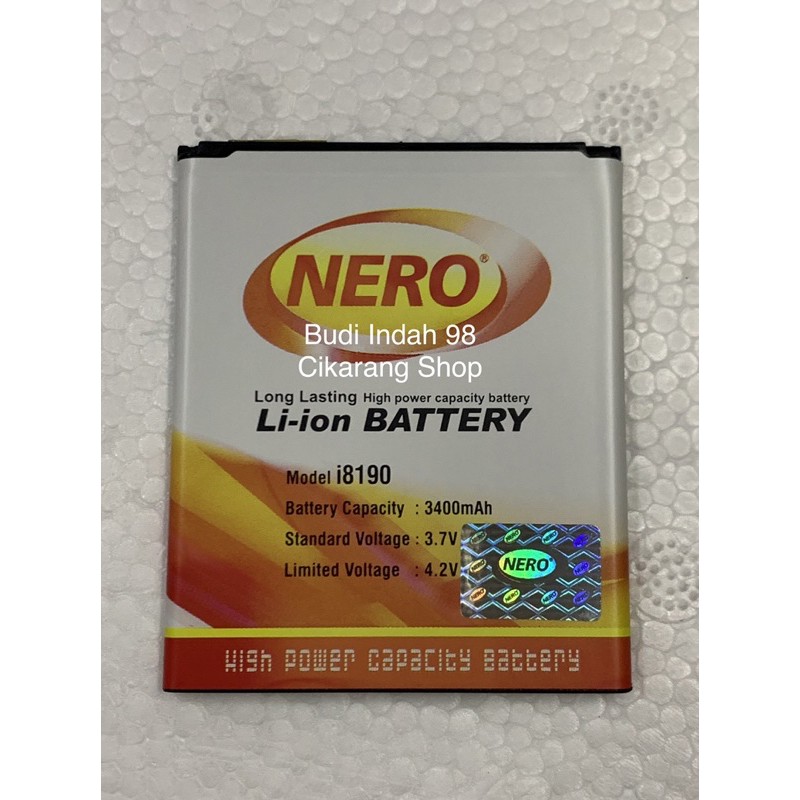 NERO®
Budi Indah 98
Cikarang Shop
Long Lasting High power capacity battery
Li-ion BATTERY
Model i8190
Battery Capacity : 3400mAh
Standard Voltage : 3.7V
Limited Voltage : 4.2V
NERO®
High Power Capacity Battery